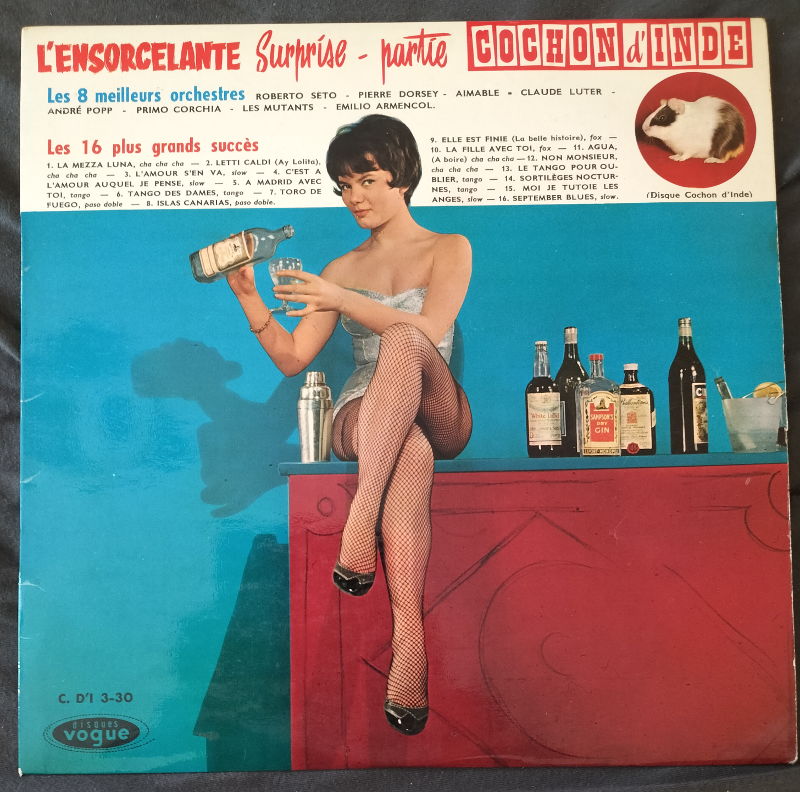 L'ENSORCELANTE Surprise - partie COCHON d'INDE
Les 8 meilleurs orchestres ROBERTO SETO - PIERRE DORSEY - AIMABLE - CLAUDE LUTER -
ANDRÉ POPP - PRIMO CORCHIA - LES MUTANTS - EMILIO ARMENCOL.
Les 16 plus grands succès
1. LA MEZZA LUNA, cha cha cha — 2. LETTI CALDI (Ay Lolita),
cha cha cha — 3. L'AMOUR S'EN VA, slow — 4. C'EST A
L'AMOUR AUQUEL JE PENSE, slow — 5. A MADRID AVEC
TOI, tango — 6. TANGO DES DAMES, tango — 7. TORO DE
FUEGO, paso doble — 8. ISLAS CANARIAS, paso doble.
9. ELLE EST FINIE (La belle histoire), fox —
10. LA FILLE AVEC TOI, fox — 11. AGUA,
(A boire) cha cha cha — 12. NON MONSIEUR,
cha cha cha — 13. LE TANGO POUR OU-
BLIER, tango — 14. SORTILÈGES NOCTUR-
NES, tango — 15. MOI JE TUTOIE LES
ANGES, slow — 16. SEPTEMBER BLUES, slow.
(Disque Cochon d'Inde)
White Label
SAMPSON'S
DRY
GIN
Ballantine's
C. D'I 3-30
disques
vogue